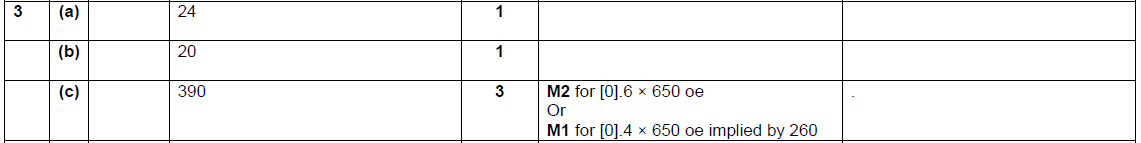 3 (a) 24 1
(b) 20 1
(c) 390 3 M2 for [0].6 × 650 oe
Or
M1 for [0].4 × 650 oe implied by 260
.